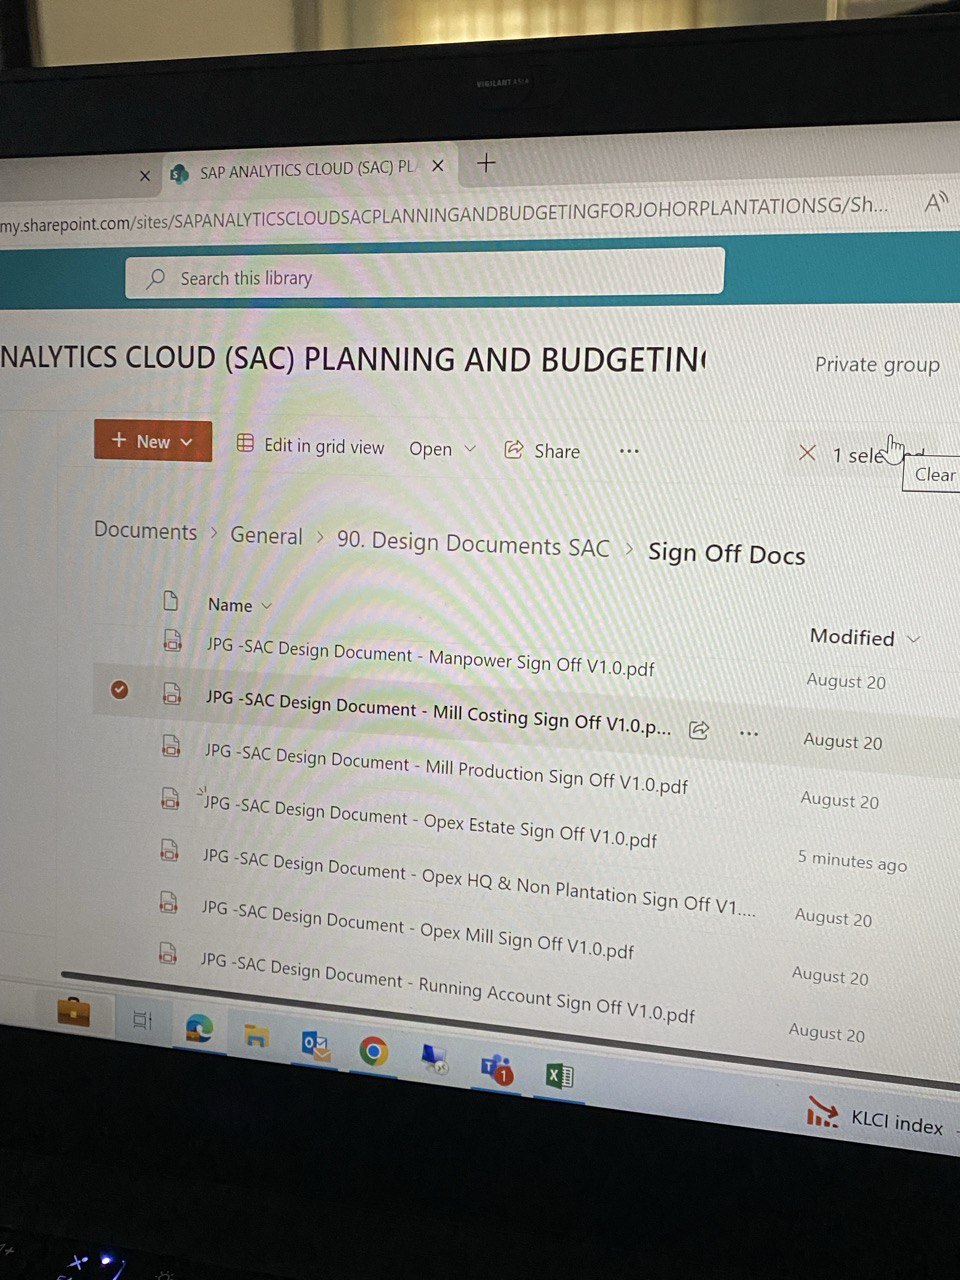 VIGILANT ASIA
SAP ANALYTICS CLOUD (SAC) PL
my.sharepoint.com/sites/SAPANALYTICSCLOUDSACPLANNINGANDBUDGETINGFORJOHORPLANTATIONSG/Sh...
Search this library
NALYTICS CLOUD (SAC) PLANNING AND BUDGETING
Private group
+ New
Edit in grid view
Open
Share
...
1 sele
Clear
Documents > General > 90. Design Documents SAC > Sign Off Docs
Name
Modified
JPG -SAC Design Document - Manpower Sign Off V1.0.pdf
August 20
JPG -SAC Design Document - Mill Costing Sign Off V1.0.p...
August 20
JPG -SAC Design Document - Mill Production Sign Off V1.0.pdf
August 20
JPG -SAC Design Document - Opex Estate Sign Off V1.0.pdf
5 minutes ago
JPG -SAC Design Document - Opex HQ & Non Plantation Sign Off V1....
August 20
JPG -SAC Design Document - Opex Mill Sign Off V1.0.pdf
August 20
JPG -SAC Design Document - Running Account Sign Off V1.0.pdf
August 20
1
KLCI index